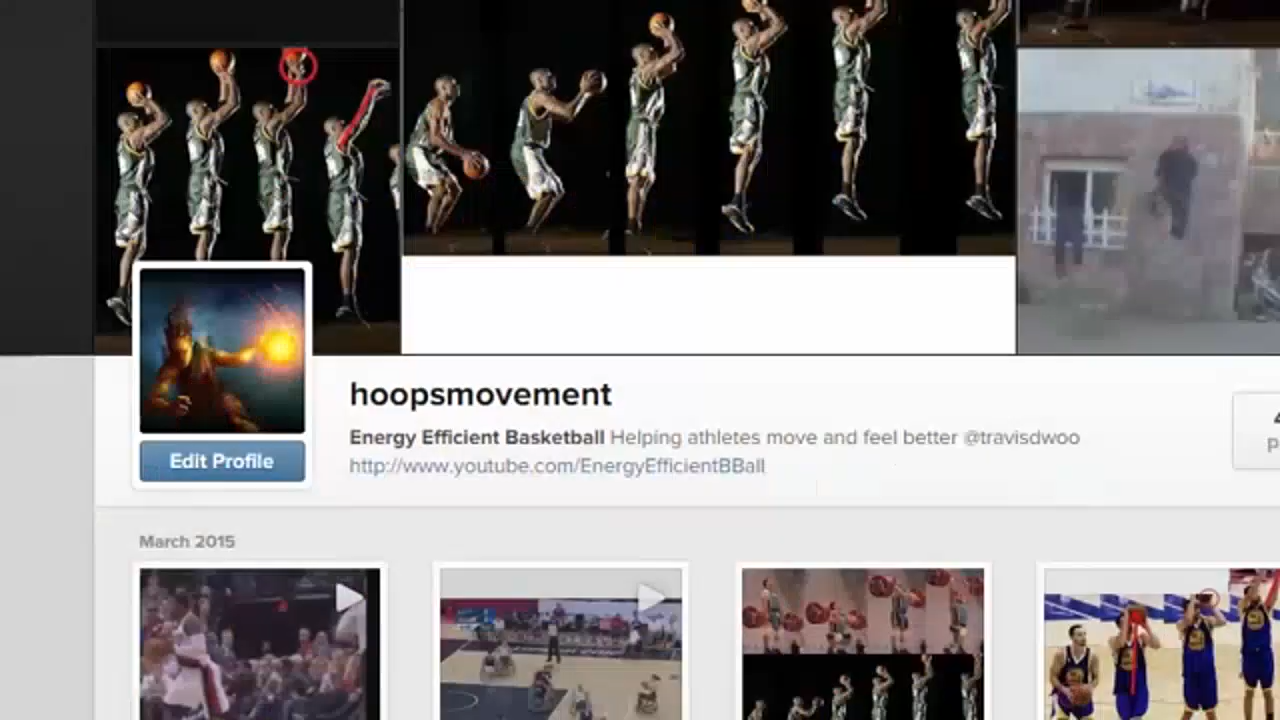 hoopsmovement
Energy Efficient Basketball Helping athletes move and feel better @travisdwoo
http://www.youtube.com/EnergyEfficientBBall
Edit Profile
March 2015